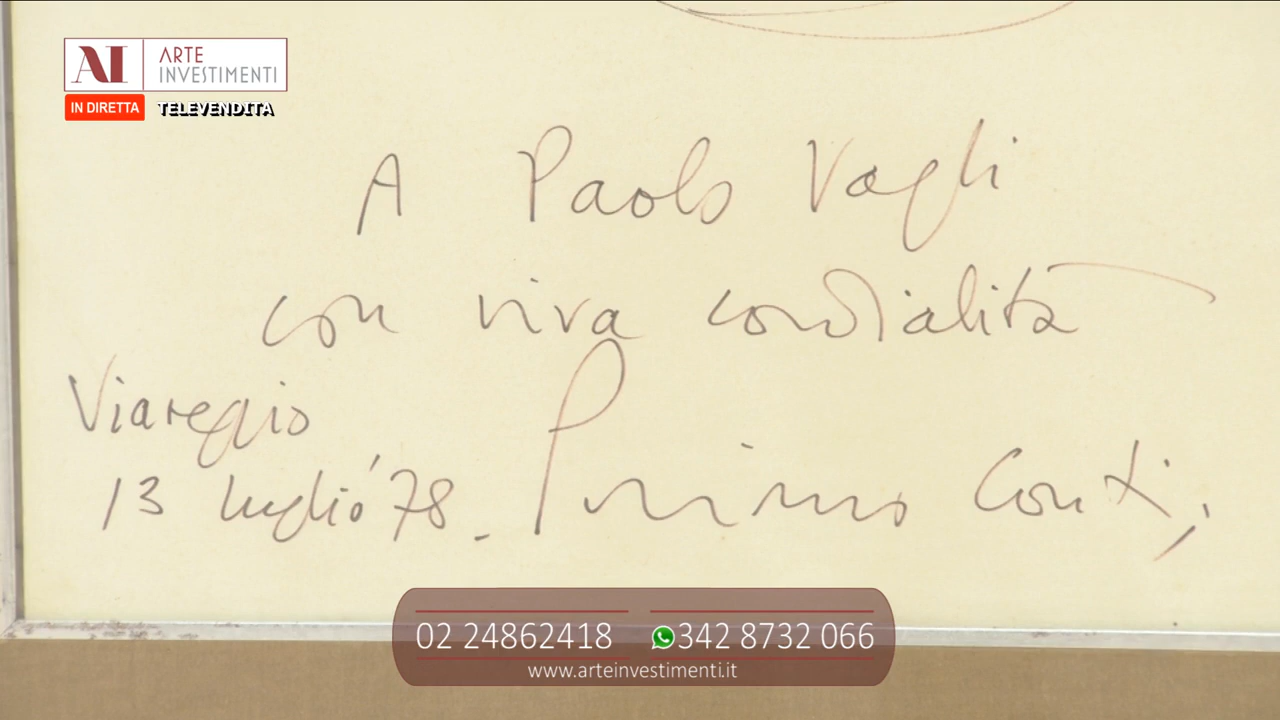 AI ARTE
INVESTIMENTI
IN DIRETTA TELEVENDITA
A Paolo Vagli
con viva cordialità
Viareggio
13 luglio '78. Primo Conti,
02 24862418 342 8732 066
www.arteinvestimenti.it